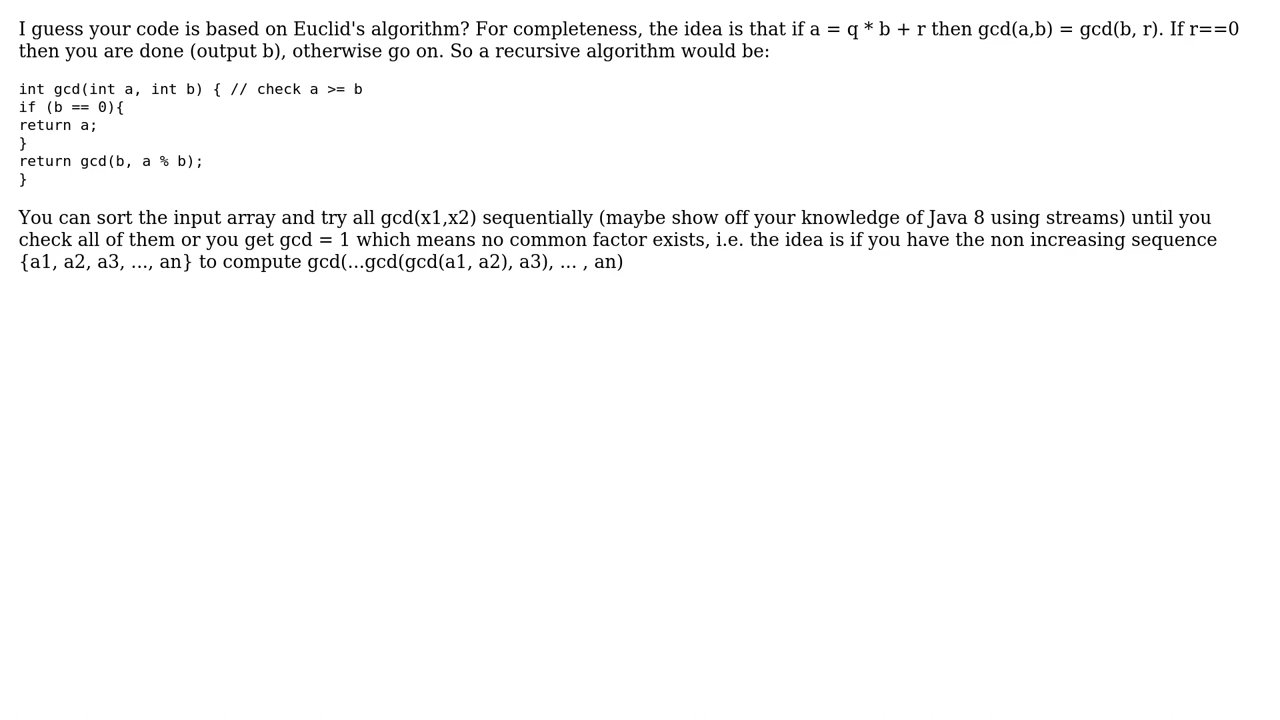 I guess your code is based on Euclid's algorithm? For completeness, the idea is that if a = q * b + r then gcd(a,b) = gcd(b, r). If r==0
then you are done (output b), otherwise go on. So a recursive algorithm would be:
int gcd(int a, int b) { // check a >= b
if (b == 0){
return a;
}
return gcd(b, a % b);
}
You can sort the input array and try all gcd(x1,x2) sequentially (maybe show off your knowledge of Java 8 using streams) until you
check all of them or you get gcd = 1 which means no common factor exists, i.e. the idea is if you have the non increasing sequence
{a1, a2, a3, ..., an} to compute gcd(...gcd(gcd(a1, a2), a3), ... , an)